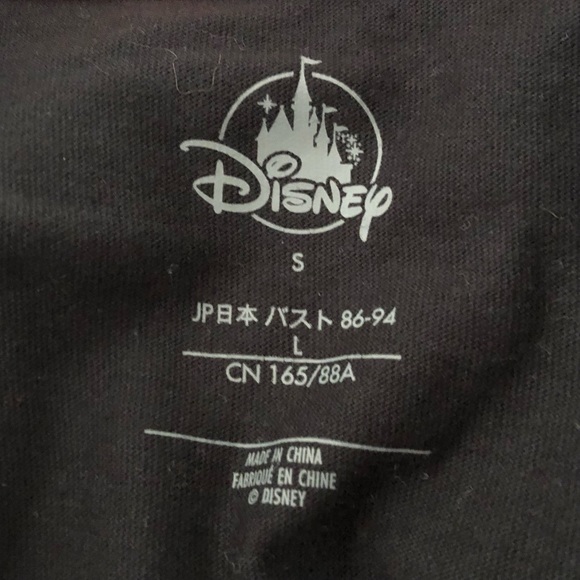 Disney
S
JP日本 バスト 86-94
L
CN 165/88A
MADE IN CHINA
FABRIQUÉ EN CHINE
© DISNEY